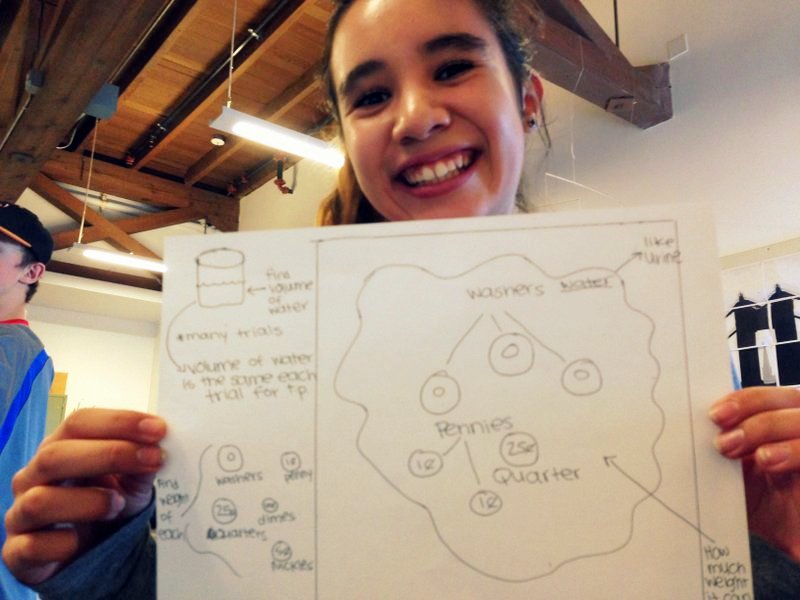 find
volume
of
water
*many trials
volume of water
is the same each
trial for tp
Find
weight
of
each
washers
1¢
penny
25¢
Quarters
dimes
5¢
Nickles
like
urine
washers water
Pennies
1¢
25¢
Quarter
1¢
How
much
weight
it can